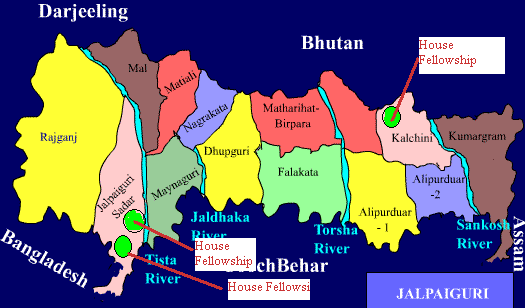 Darjeeling
Bhutan
House
Fellowship
Mal
Matiali
Nagrakata
Matharihat-
Birpara
Rajganj
Kalchini
Kumargram
Dhupguri
Maynaguri
Falakata
Alipurduar
-2
Jalpaiguri
Sadar
Alipurduar - 1
Jaldhaka
River
Torsha
River
Sankosh
River
Assam
Bangladesh
Tista
River
House
Fellowship
chBehar
House Fellowsi
JALPAIGURI